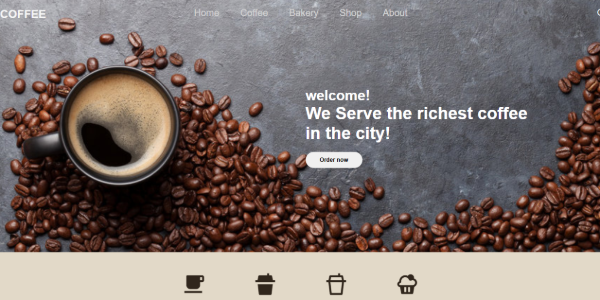 COFFEE
Home Coffee Bakery Shop About
welcome!
We Serve the richest coffee
in the city!
Order now